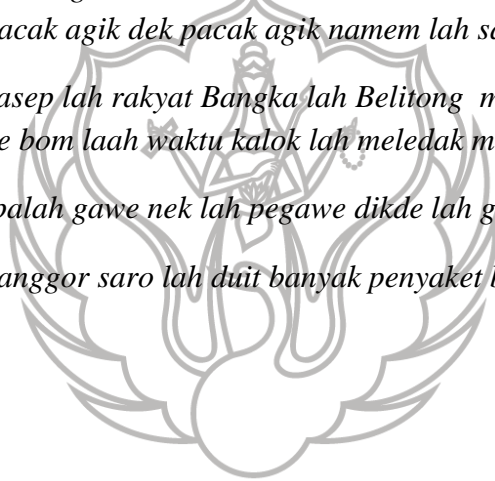 acak agik dek pacak agik namem lah sa
asep lah rakyat Bangka lah Belitong m
e bom laah waktu kalok lah meledak m
palah gawe nek lah pegawe dikde lah g
anggor saro lah duit banyak penyaket b